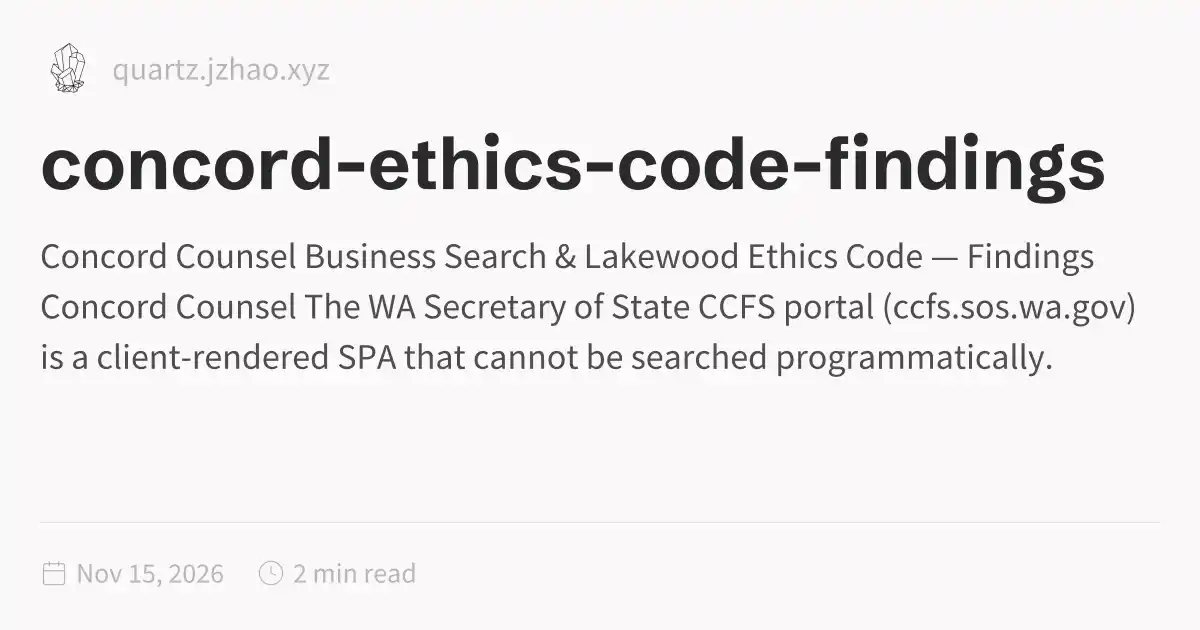 quartz.jzhao.xyz
concord-ethics-code-findings
Concord Counsel Business Search & Lakewood Ethics Code — Findings
Concord Counsel The WA Secretary of State CCFS portal (ccfs.sos.wa.gov)
is a client-rendered SPA that cannot be searched programmatically.
Nov 15, 2026 2 min read